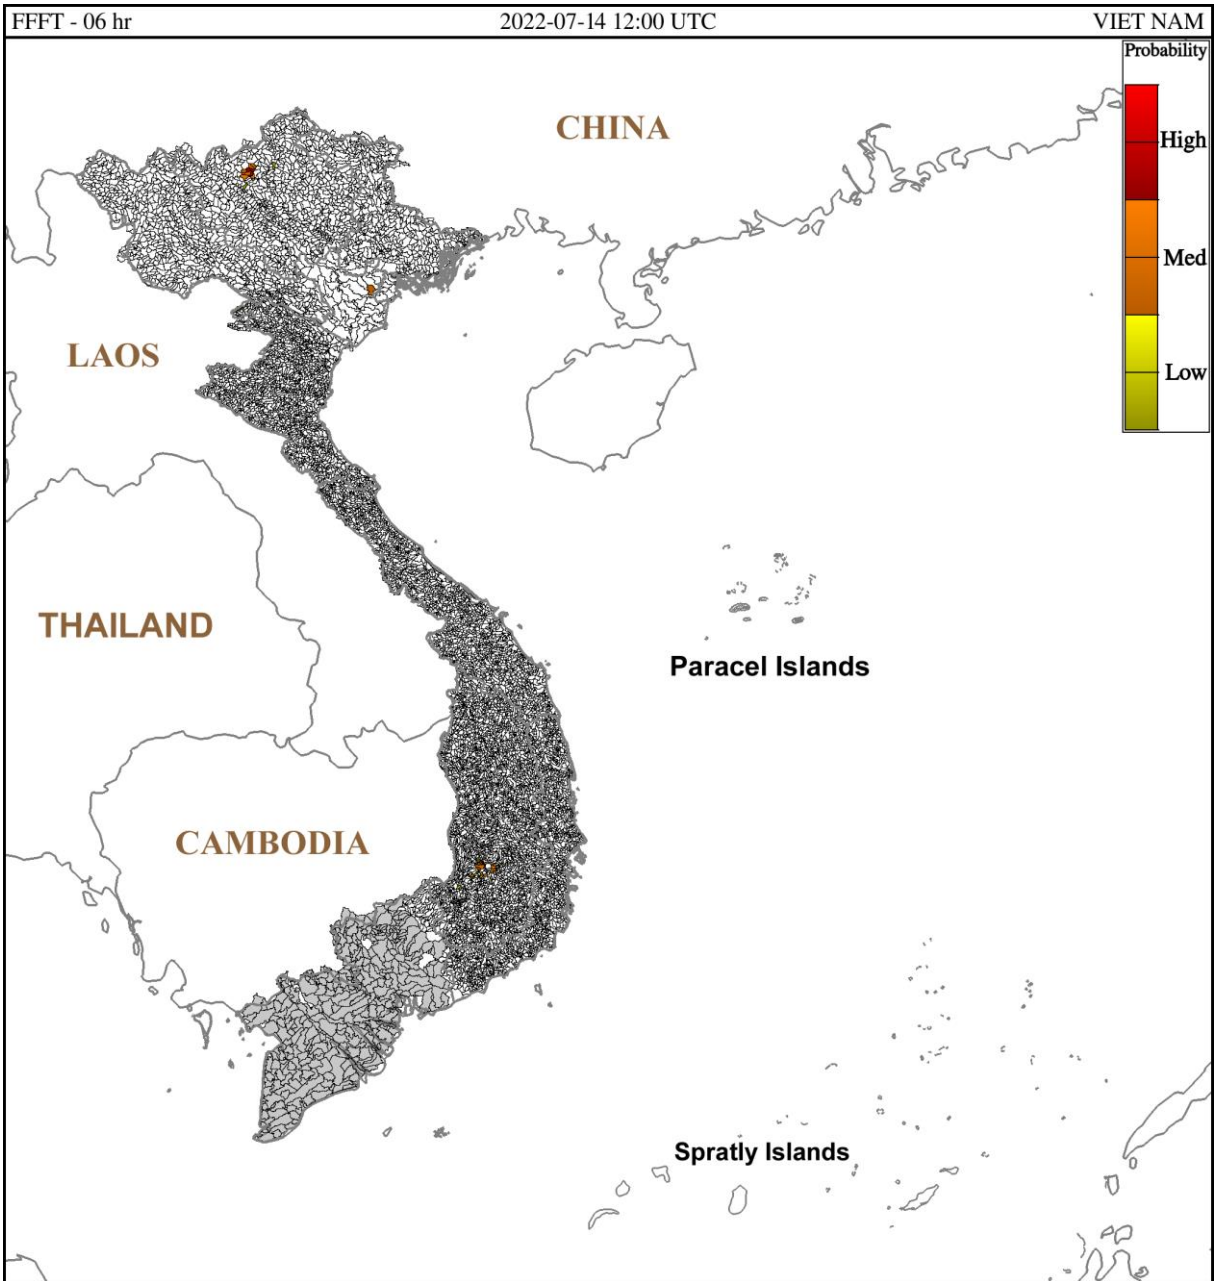 FFFT - 06 hr
2022-07-14 12:00 UTC
VIET NAM
Probability
High
Med
Low
CHINA
LAOS
THAILAND
Paracel Islands
CAMBODIA
Spratly Islands